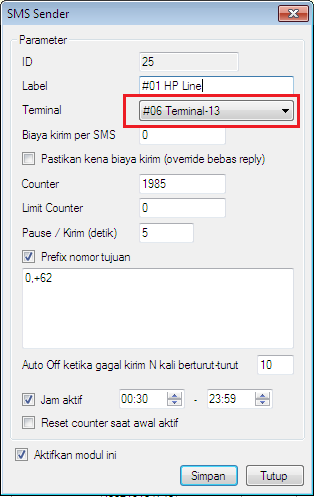 SMS Sender
Parameter
ID 25
Label #01 HP Line
Terminal #06 Terminal-13
Biaya kirim per SMS 0
Pastikan kena biaya kirim (override bebas reply)
Counter 1985
Limit Counter 0
Pause / Kirim (detik) 5
Prefix nomor tujuan
0,+62
Auto Off ketika gagal kirim N kali berturut-turut 10
Jam aktif 00:30 - 23:59
Reset counter saat awal aktif
Aktifkan modul ini
Simpan Tutup